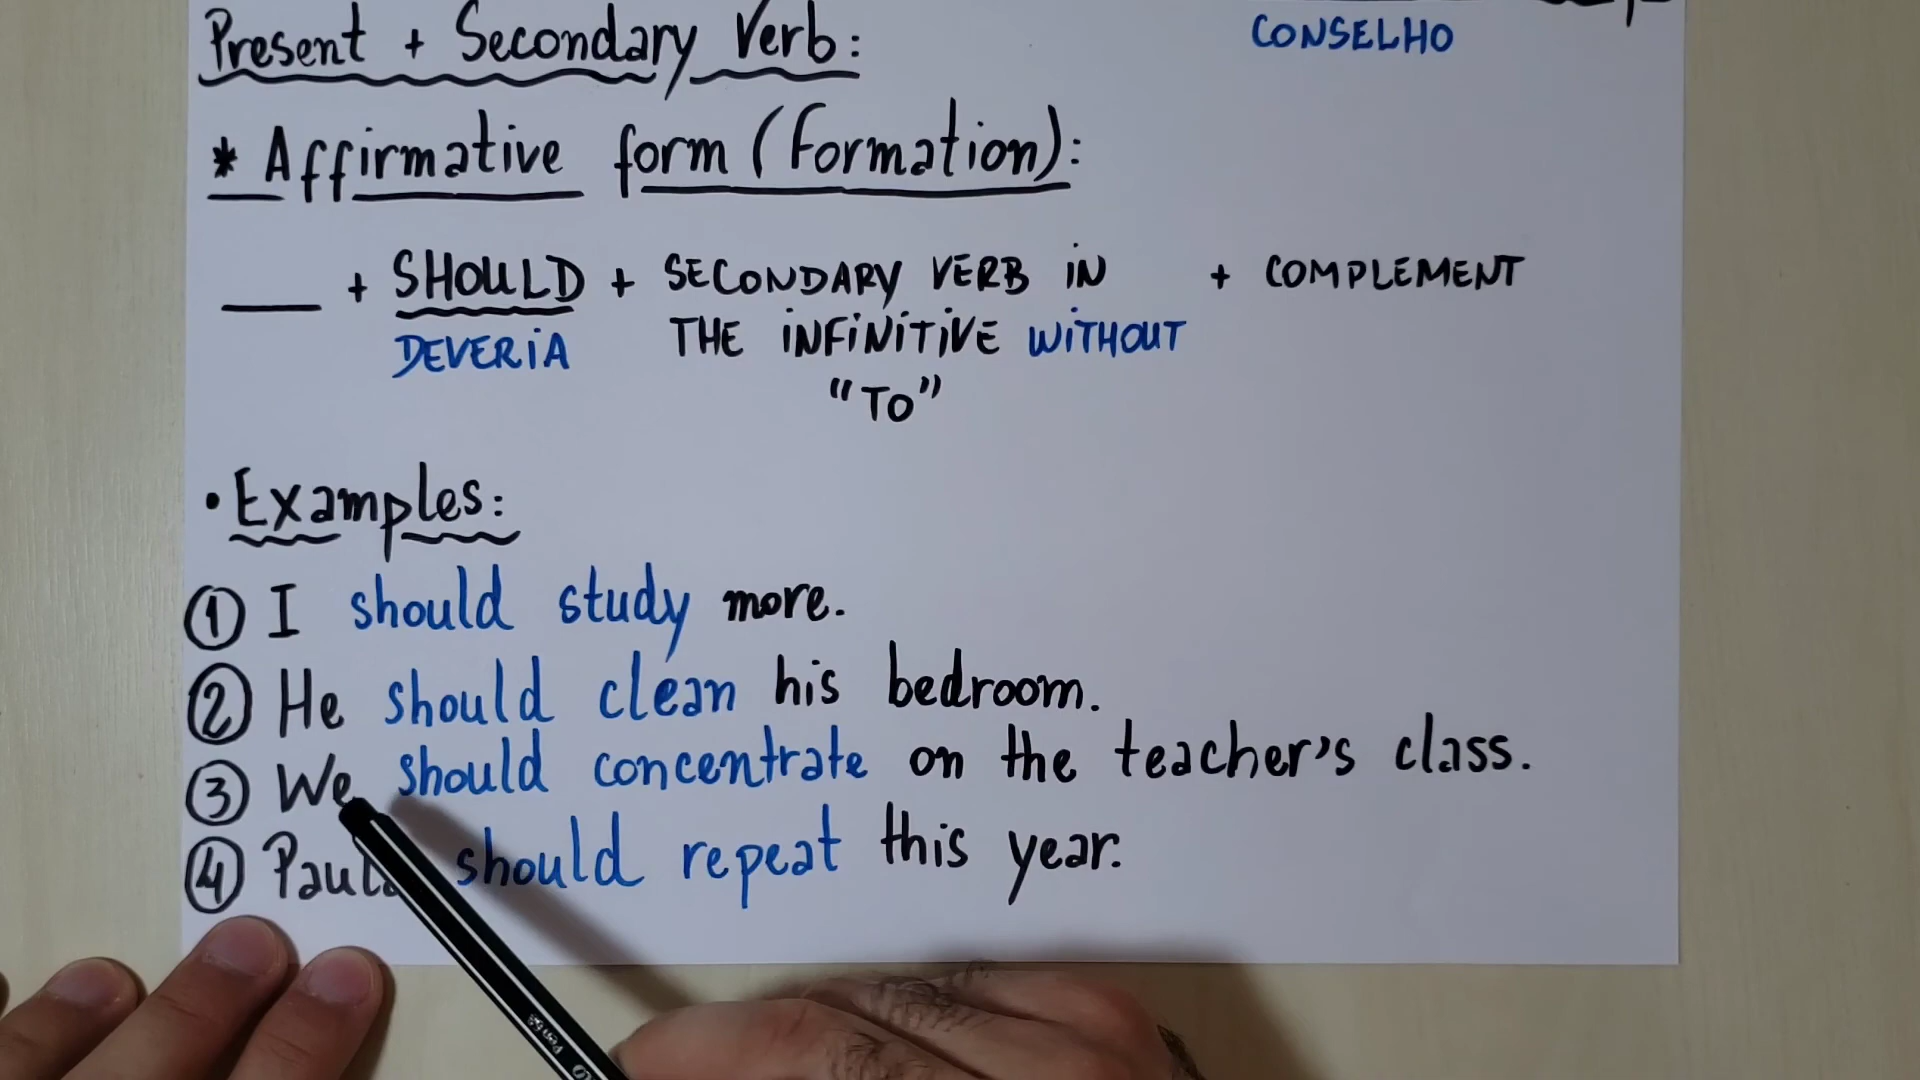 Present + Secondary Verb:
CONSELHO
* Affirmative form (Formation):
___ + SHOULD + SECONDARY VERB IN + COMPLEMENT
DEVERIA THE INFINITIVE WITHOUT
"TO"
• Examples:
1 I should study more.
2 He should clean his bedroom.
3 We should concentrate on the teacher's class.
4 should repeat this year.
Pen 68